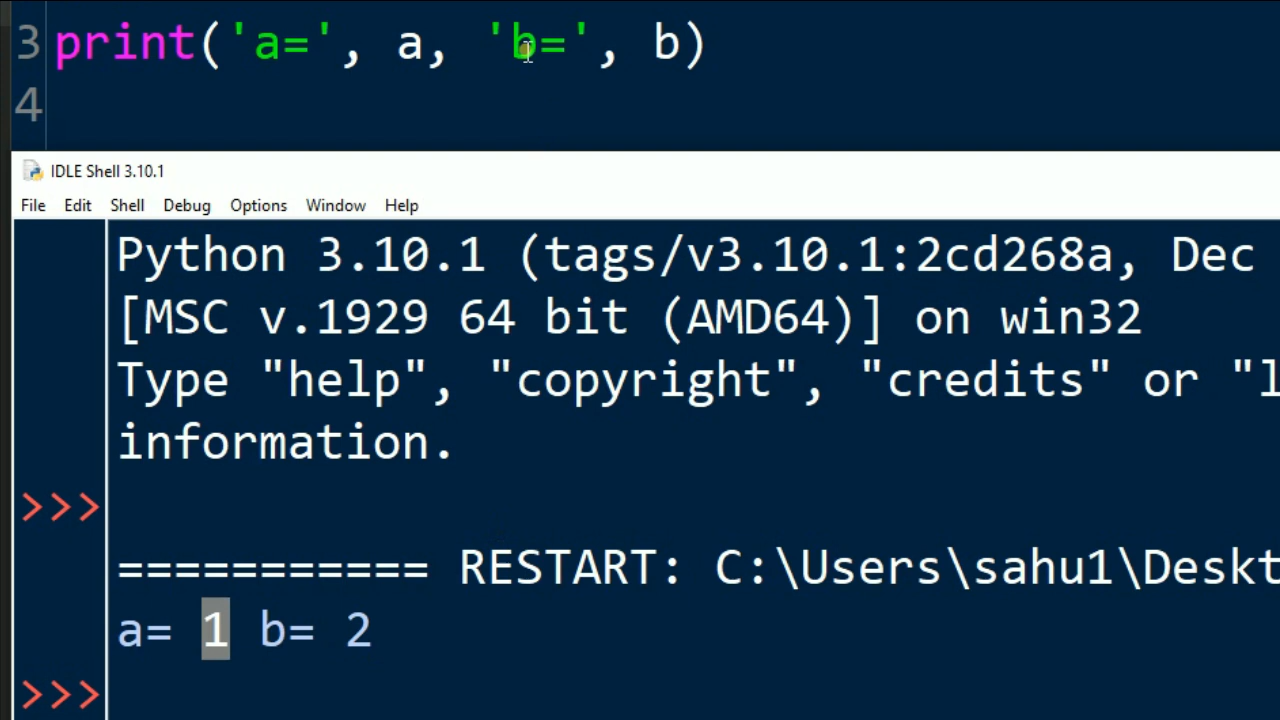 3 print('a=', a, 'b=', b)
4
IDLE Shell 3.10.1
File Edit Shell Debug Options Window Help
Python 3.10.1 (tags/v3.10.1:2cd268a, Dec
[MSC v.1929 64 bit (AMD64)] on win32
Type "help", "copyright", "credits" or "l
information.
>>>
=========== RESTART: C:\Users\sahu1\Deskt
a= 1 b= 2
>>>